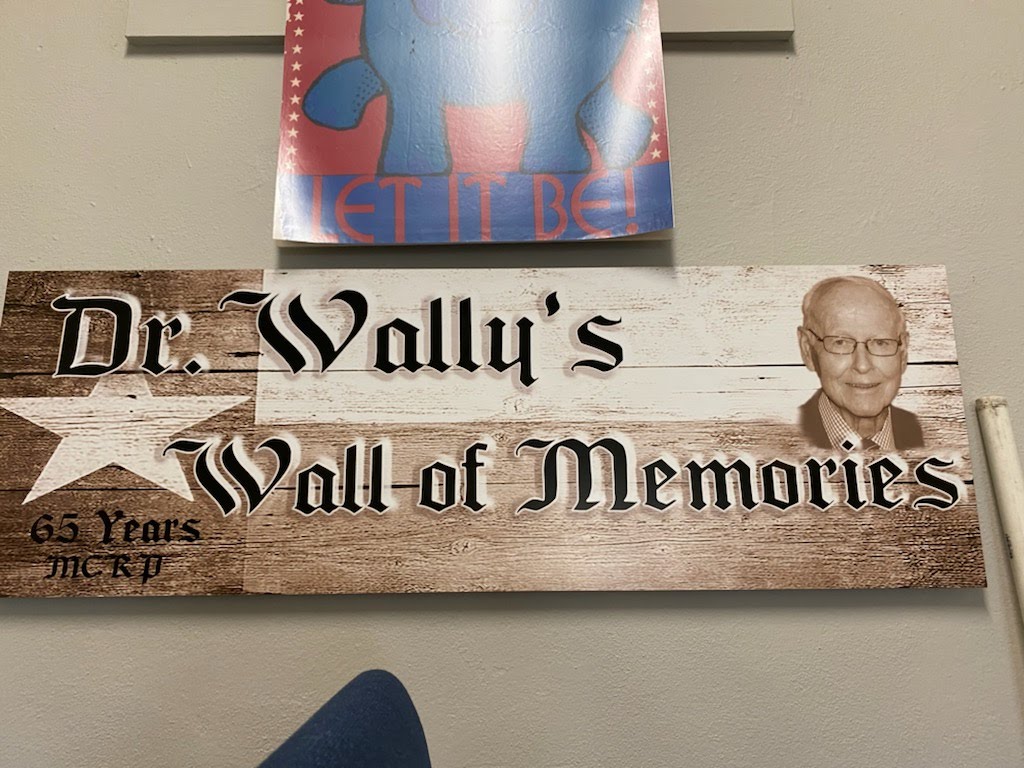 LET IT BE!
Dr. Wally's
Wall of Memories
65 Years
MCRP